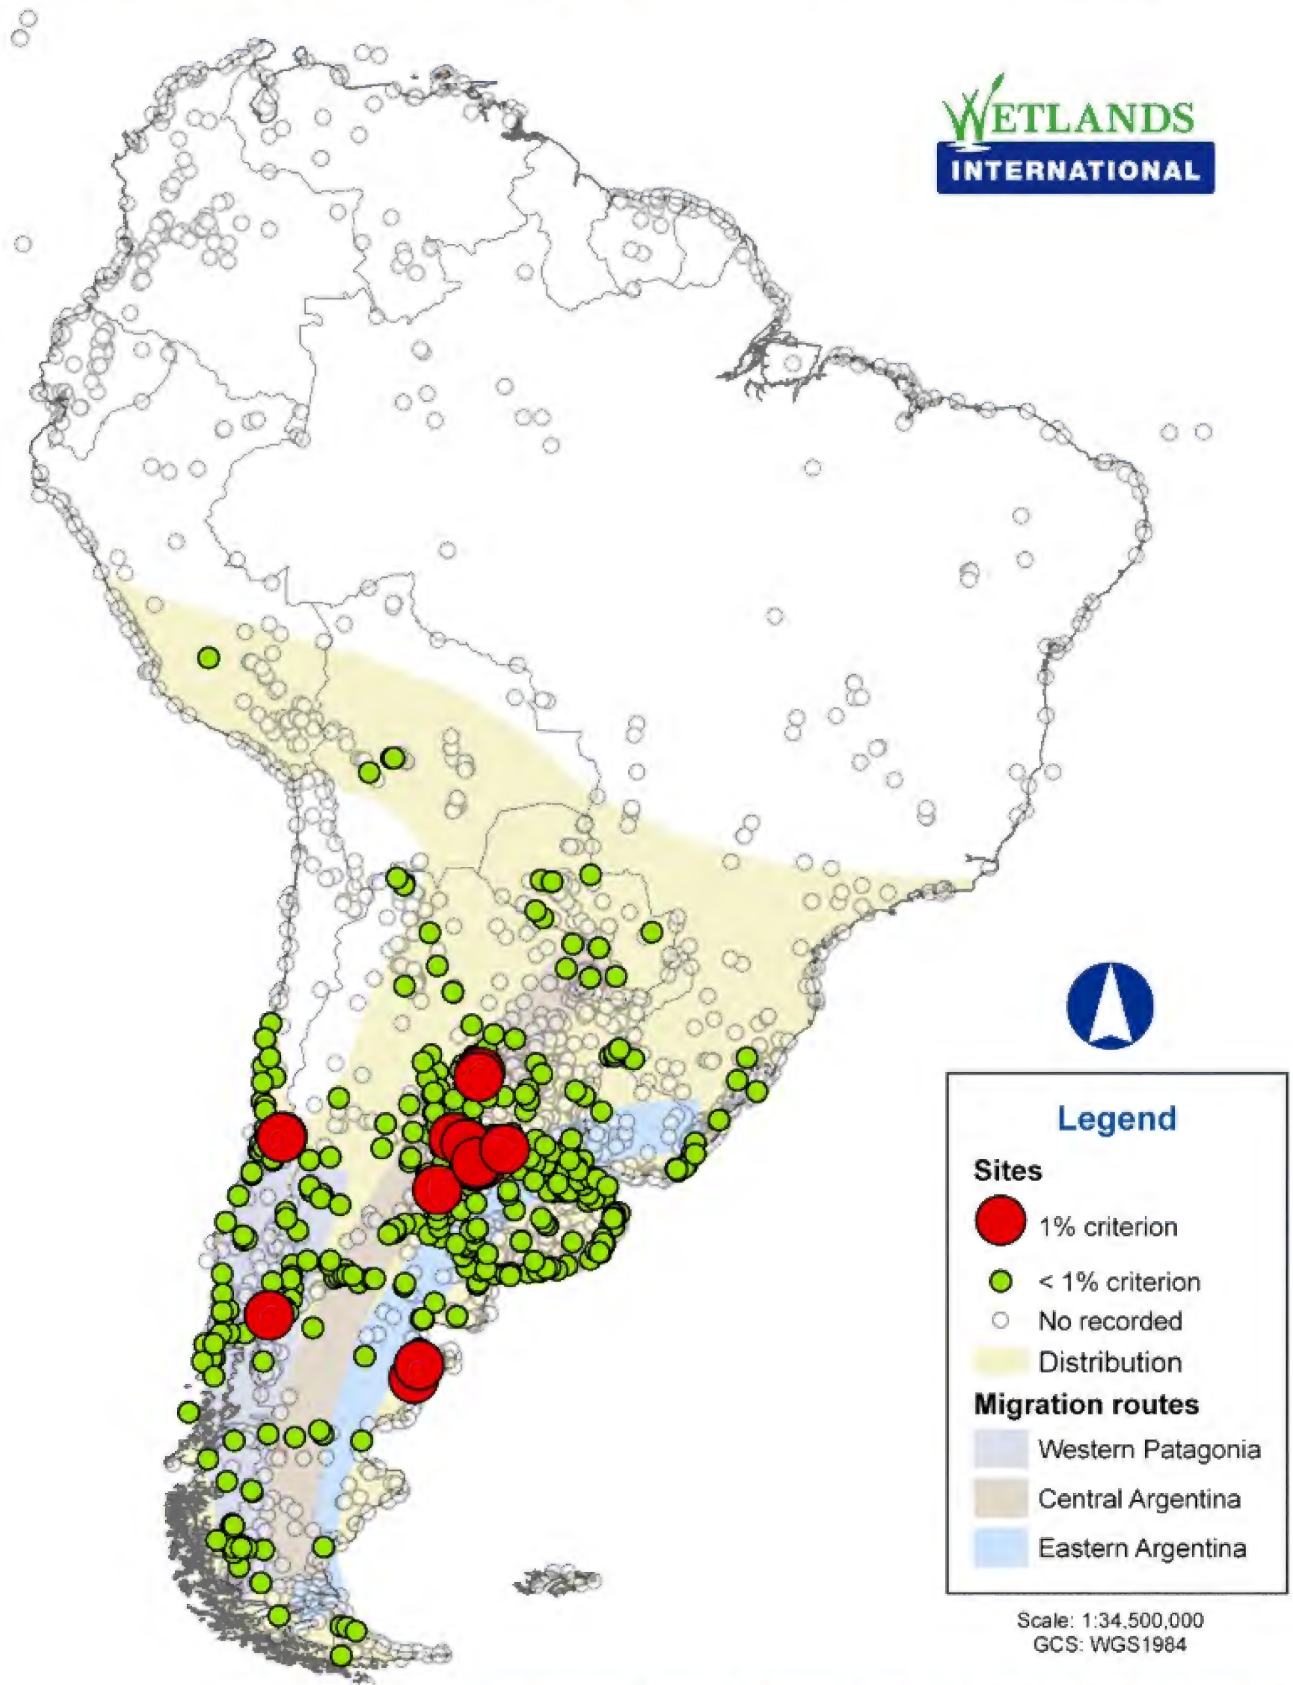 WETLANDS
INTERNATIONAL
Legend
Sites
1% criterion
< 1% criterion
No recorded
Distribution
Migration routes
Western Patagonia
Central Argentina
Eastern Argentina
Scale: 1:34,500,000
GCS: WGS1984